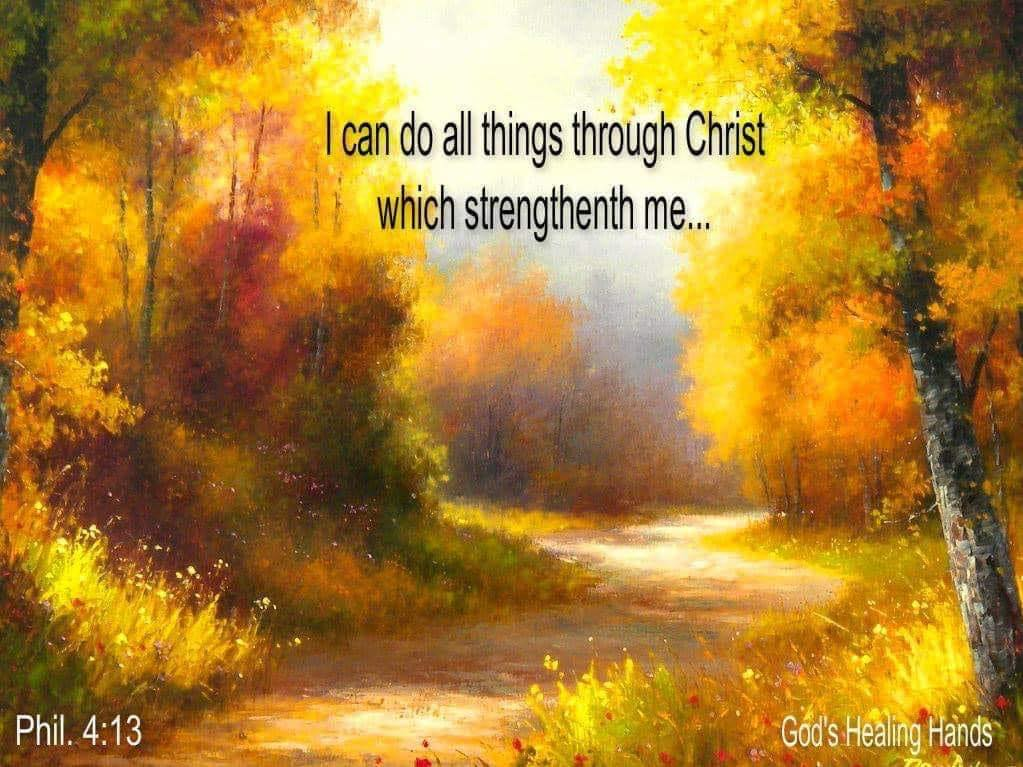 I can do all things through Christ
which strengthenth me...
Phil. 4:13
God's Healing Hands